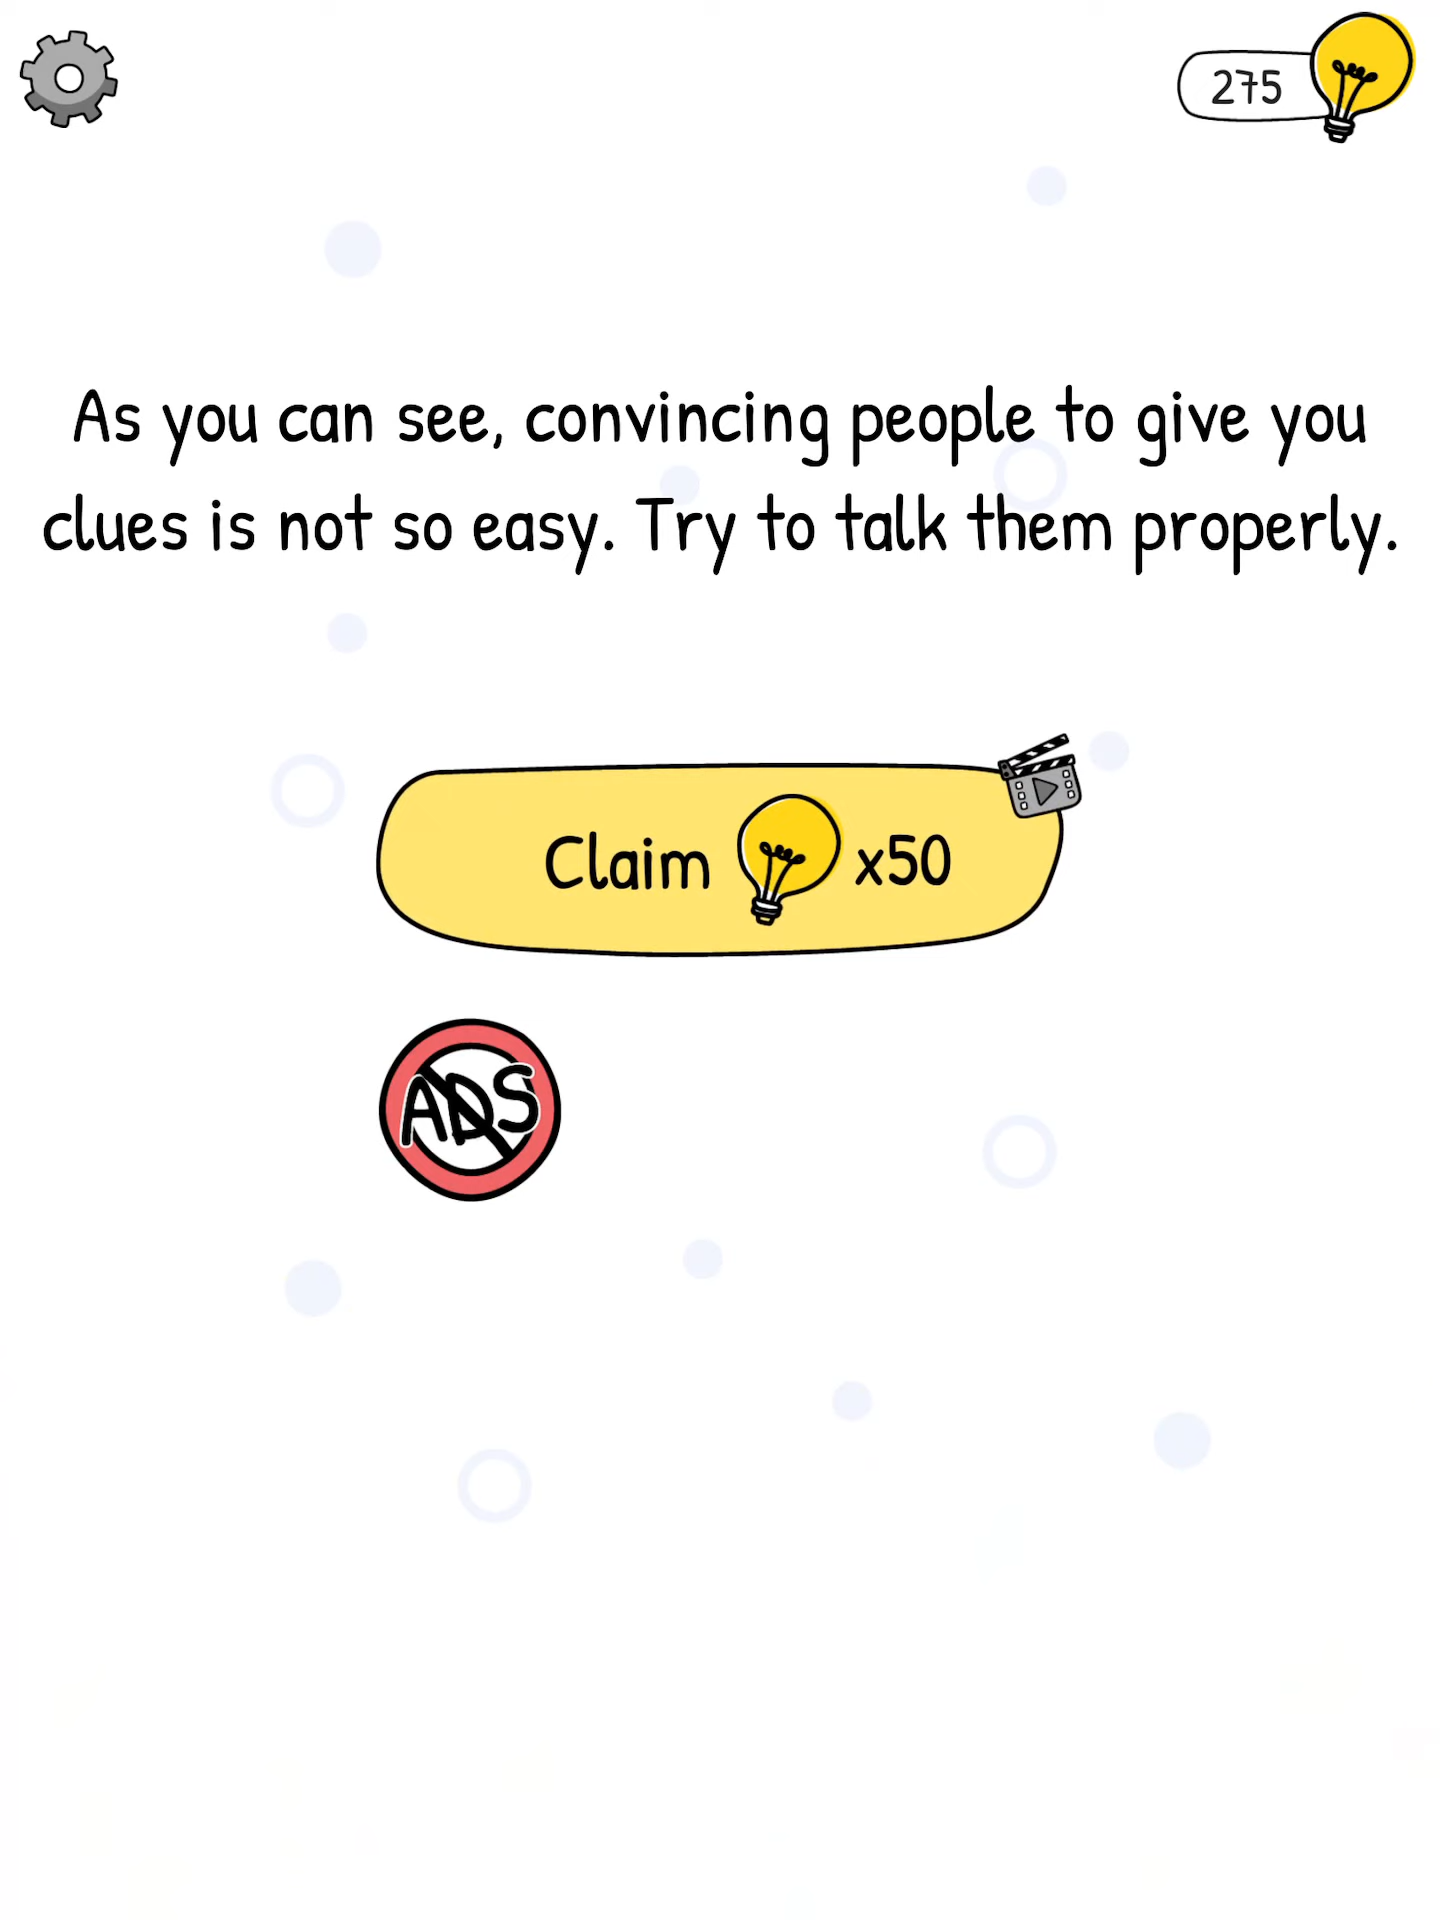 275
As you can see, convincing people to give you
clues is not so easy. Try to talk them properly.
Claim x50
ADS